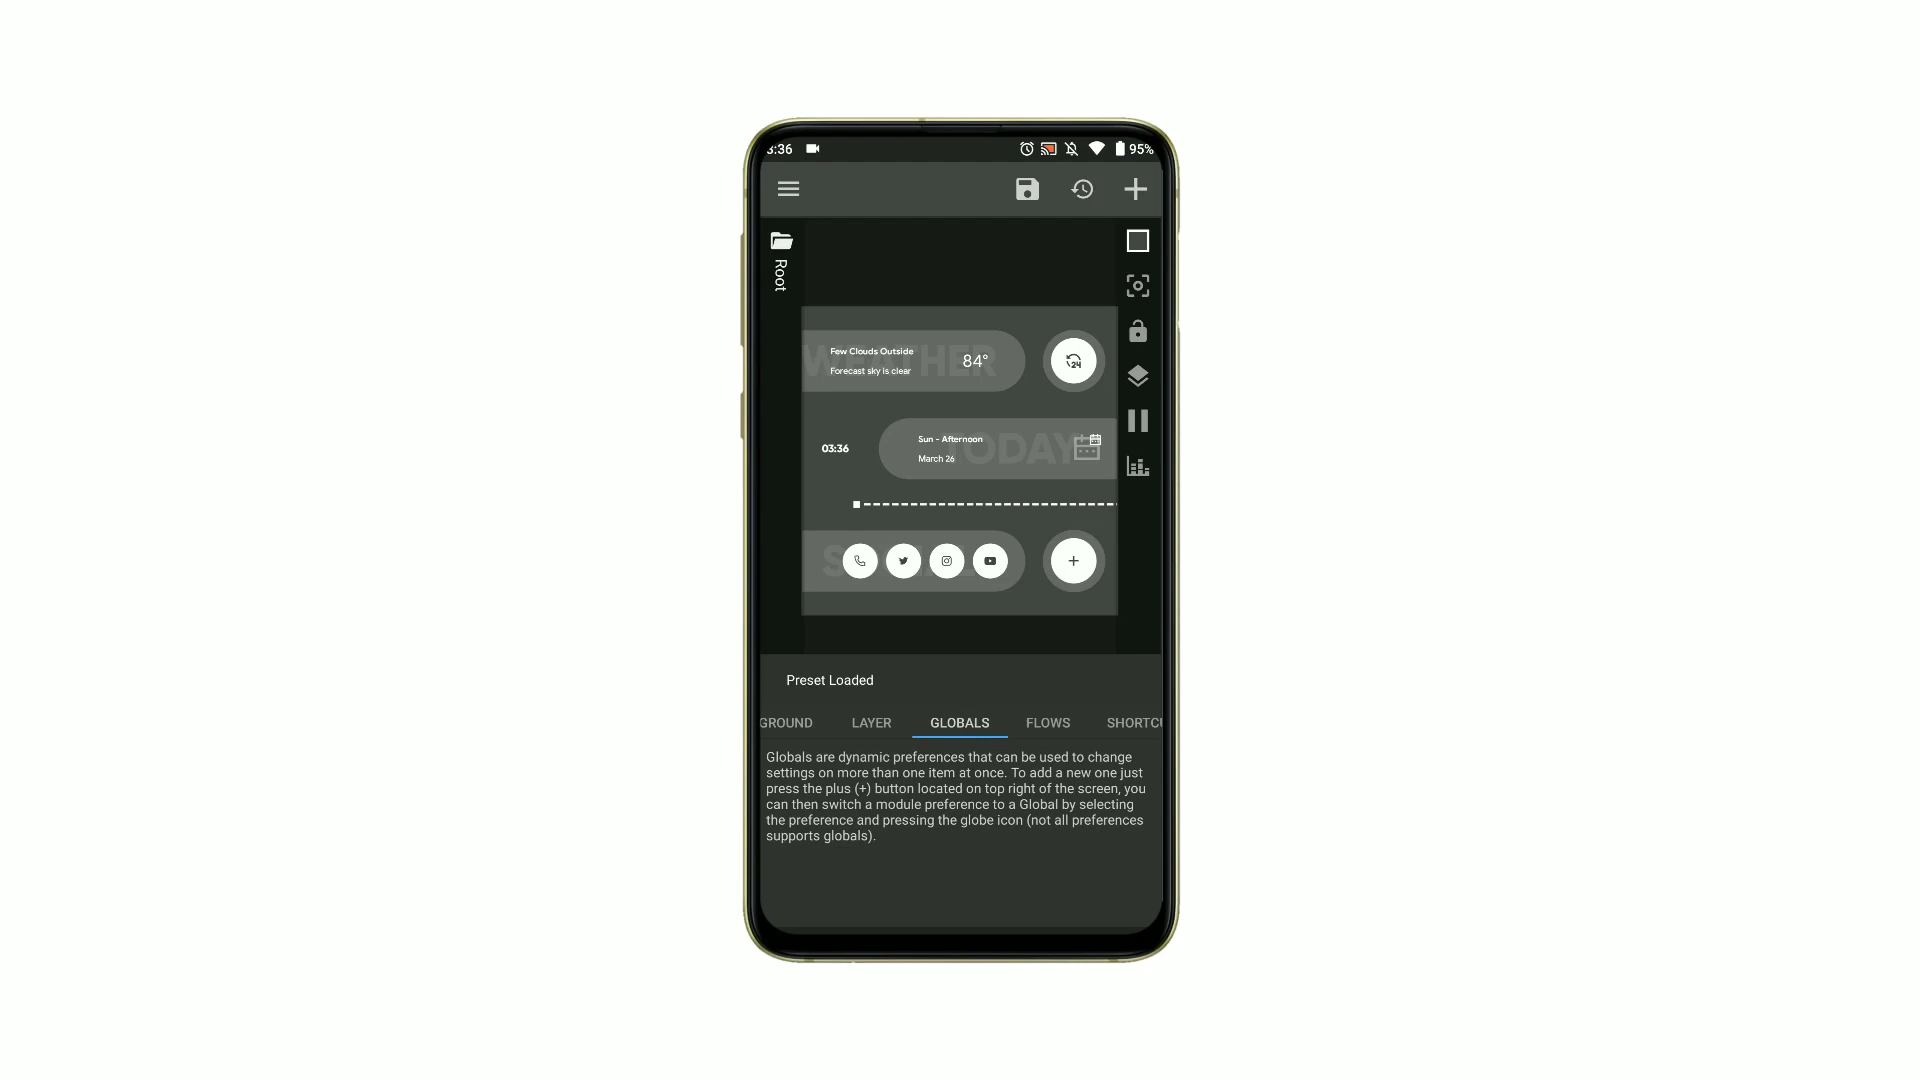 3:36
95%
Root
WEATHER
Few Clouds Outside
84°
Forecast sky is clear
24
TODAY
Sun - Afternoon
03:36
March 26
Preset Loaded
GROUND LAYER GLOBALS FLOWS SHORTCU
Globals are dynamic preferences that can be used to change
settings on more than one item at once. To add a new one just
press the plus (+) button located on top right of the screen, you
can then switch a module preference to a Global by selecting
the preference and pressing the globe icon (not all preferences
supports globals).